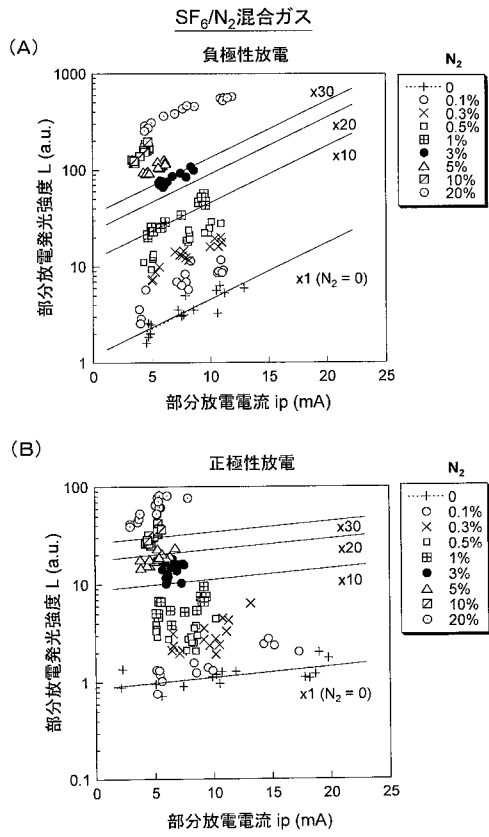 SF₆/N₂混合ガス
(A)
負極性放電
部分放電発光強度 L (a.u.)
1000
100
10
1
0 5 10 15 20 25
部分放電電流 ip (mA)
x30
x20
x10
x1 (N₂ = 0)
N₂
0
0.1%
0.3%
0.5%
1%
3%
5%
10%
20%
(B)
正極性放電
部分放電発光強度 L (a.u.)
100
10
1
0.1
0 5 10 15 20 25
部分放電電流 ip (mA)
x30
x20
x10
x1 (N₂ = 0)
N₂
0
0.1%
0.3%
0.5%
1%
3%
5%
10%
20%